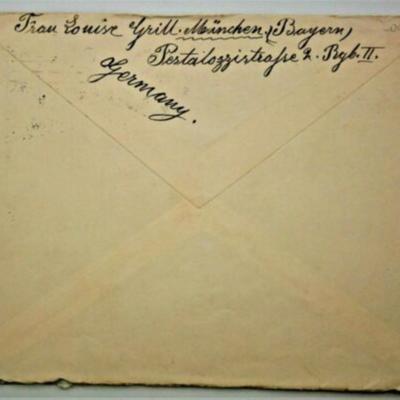 Frau Louise Grill. München (Bayern)
Pestalozzistraße 2. Rgb. II.
Germany.